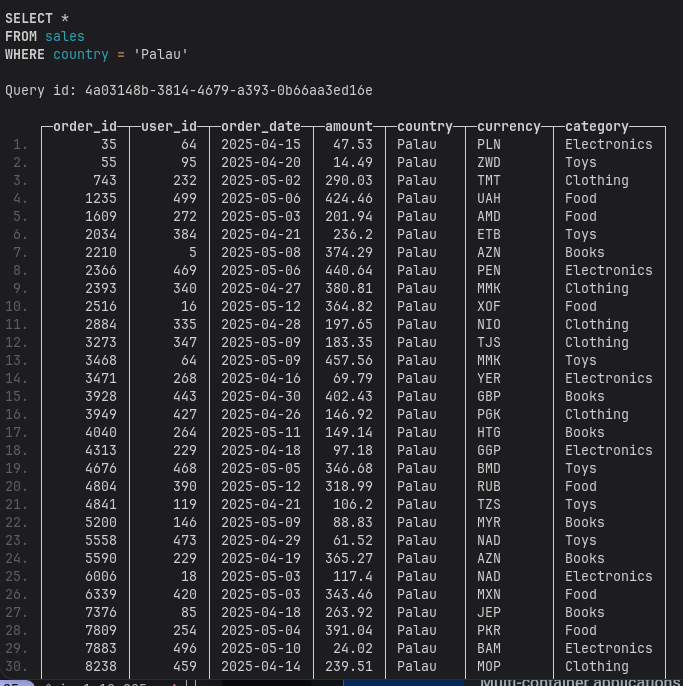 SELECT *
FROM sales
WHERE country = 'Palau'
Query id: 4a03148b-3814-4679-a393-0b66aa3ed16e
order_id user_id order_date amount country currency category
1. 35 64 2025-04-15 47.53 Palau PLN Electronics
2. 55 95 2025-04-20 14.49 Palau ZWD Toys
3. 743 232 2025-05-02 290.03 Palau TMT Clothing
4. 1235 499 2025-05-06 424.46 Palau UAH Food
5. 1609 272 2025-05-03 201.94 Palau AMD Food
6. 2034 384 2025-04-21 236.2 Palau ETB Toys
7. 2210 5 2025-05-08 374.29 Palau AZN Books
8. 2366 469 2025-05-06 440.64 Palau PEN Electronics
9. 2393 340 2025-04-27 380.81 Palau MMK Clothing
10. 2516 16 2025-05-12 364.82 Palau XOF Food
11. 2884 335 2025-04-28 197.65 Palau NIO Clothing
12. 3273 347 2025-05-09 183.35 Palau TJS Clothing
13. 3468 64 2025-05-09 457.56 Palau MMK Toys
14. 3471 268 2025-04-16 69.79 Palau YER Electronics
15. 3928 443 2025-04-30 402.43 Palau GBP Books
16. 3949 427 2025-04-26 146.92 Palau PGK Clothing
17. 4040 264 2025-05-11 149.14 Palau HTG Books
18. 4313 229 2025-04-18 97.18 Palau GGP Electronics
19. 4676 468 2025-05-05 346.68 Palau BMD Toys
20. 4804 390 2025-05-12 318.99 Palau RUB Food
21. 4841 119 2025-04-21 106.2 Palau TZS Toys
22. 5200 146 2025-05-09 88.83 Palau MYR Books
23. 5558 473 2025-04-29 61.52 Palau NAD Toys
24. 5590 229 2025-04-19 365.27 Palau AZN Books
25. 6006 18 2025-05-03 117.4 Palau NAD Electronics
26. 6339 420 2025-05-03 343.46 Palau MXN Food
27. 7376 85 2025-04-18 263.92 Palau JEP Books
28. 7809 254 2025-05-04 391.04 Palau PKR Food
29. 7883 496 2025-05-10 24.02 Palau BAM Electronics
30. 8238 459 2025-04-14 239.51 Palau MOP Clothing
Multi-container applications